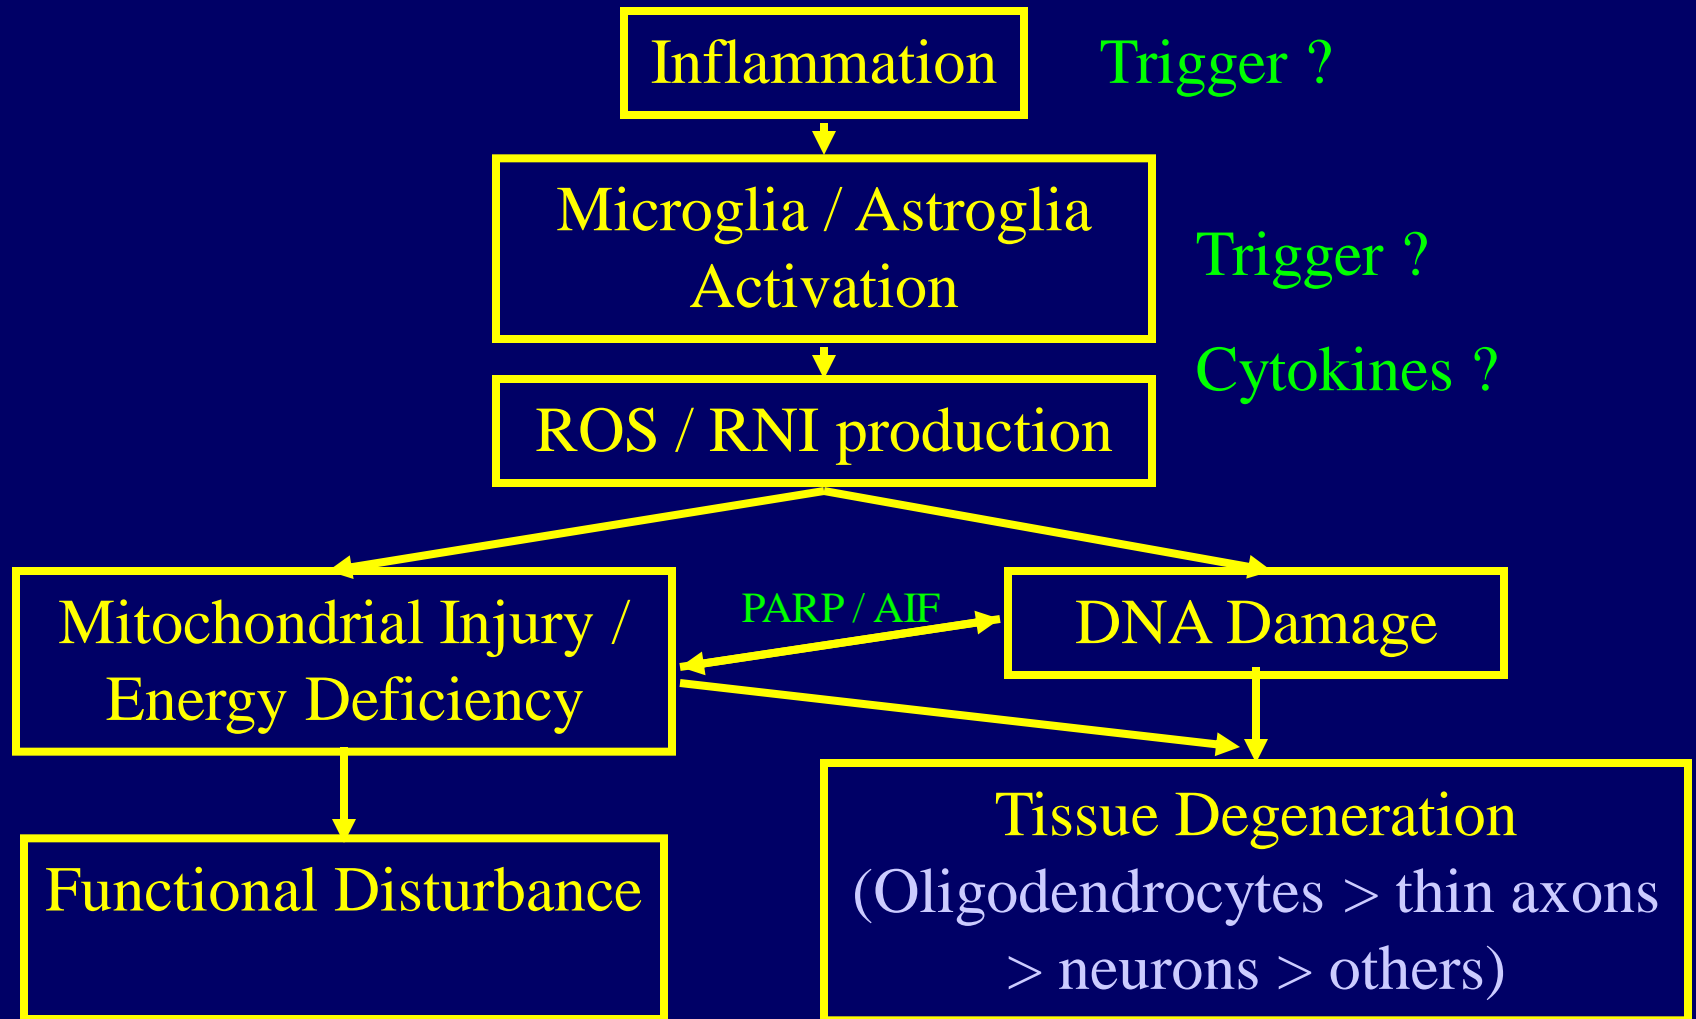 Inflammation
Trigger ?
Microglia / Astroglia
Activation
Trigger ?
Cytokines ?
ROS / RNI production
Mitochondrial Injury /
Energy Deficiency
PARP / AIF
DNA Damage
Functional Disturbance
Tissue Degeneration
(Oligodendrocytes > thin axons
> neurons > others)